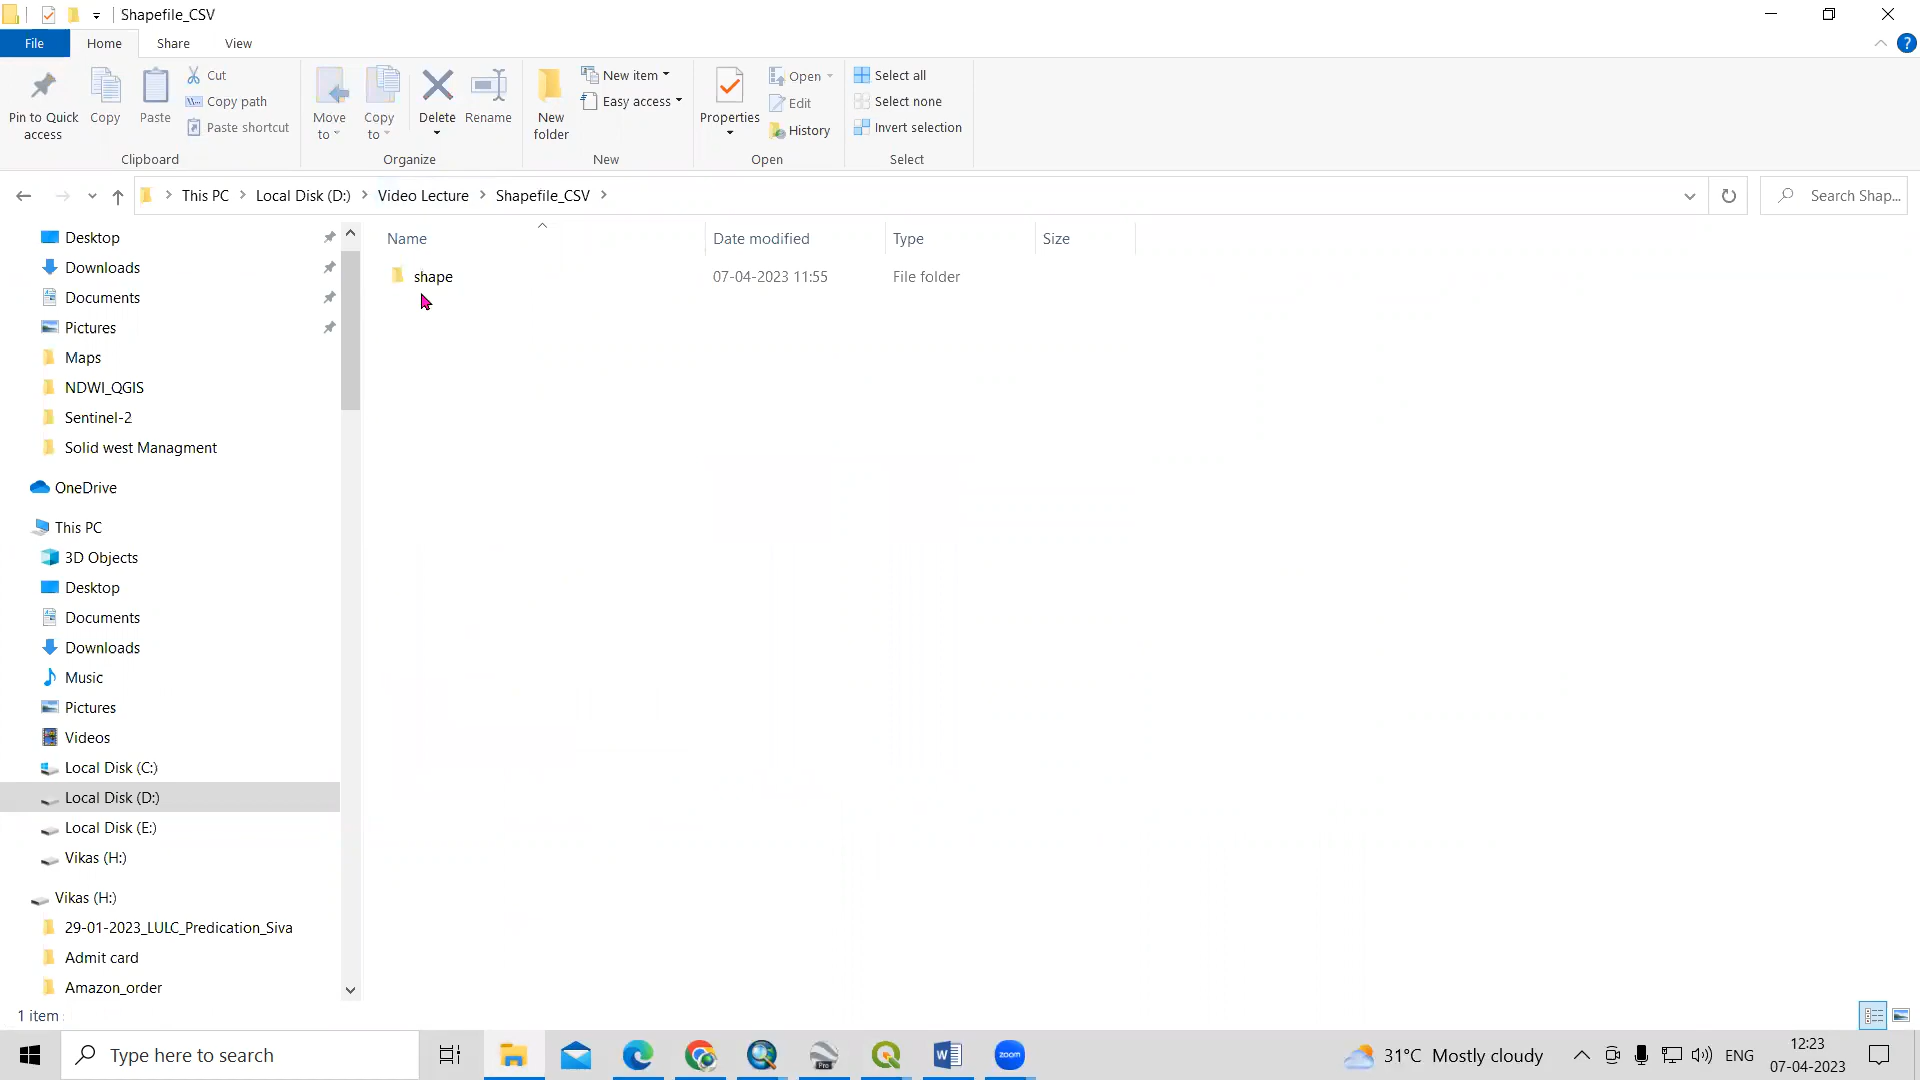 Shapefile_CSV
File Home Share View
Pin to Quick access
Copy
Paste
Cut
Copy path
Paste shortcut
Clipboard
Move to
Copy to
Delete
Rename
Organize
New folder
New item
Easy access
New
Properties
Open
Edit
History
Open
Select all
Select none
Invert selection
Select
This PC > Local Disk (D:) > Video Lecture > Shapefile_CSV >
Search Shap...
Name Date modified Type Size
shape 07-04-2023 11:55 File folder
Desktop
Downloads
Documents
Pictures
Maps
NDWI_QGIS
Sentinel-2
Solid west Managment
OneDrive
This PC
3D Objects
Desktop
Documents
Downloads
Music
Pictures
Videos
Local Disk (C:)
Local Disk (D:)
Local Disk (E:)
Vikas (H:)
Vikas (H:)
29-01-2023_LULC_Predication_Siva
Admit card
Amazon_order
1 item
Type here to search
Pro
W
zoom
31°C Mostly cloudy
ENG
12:23
07-04-2023